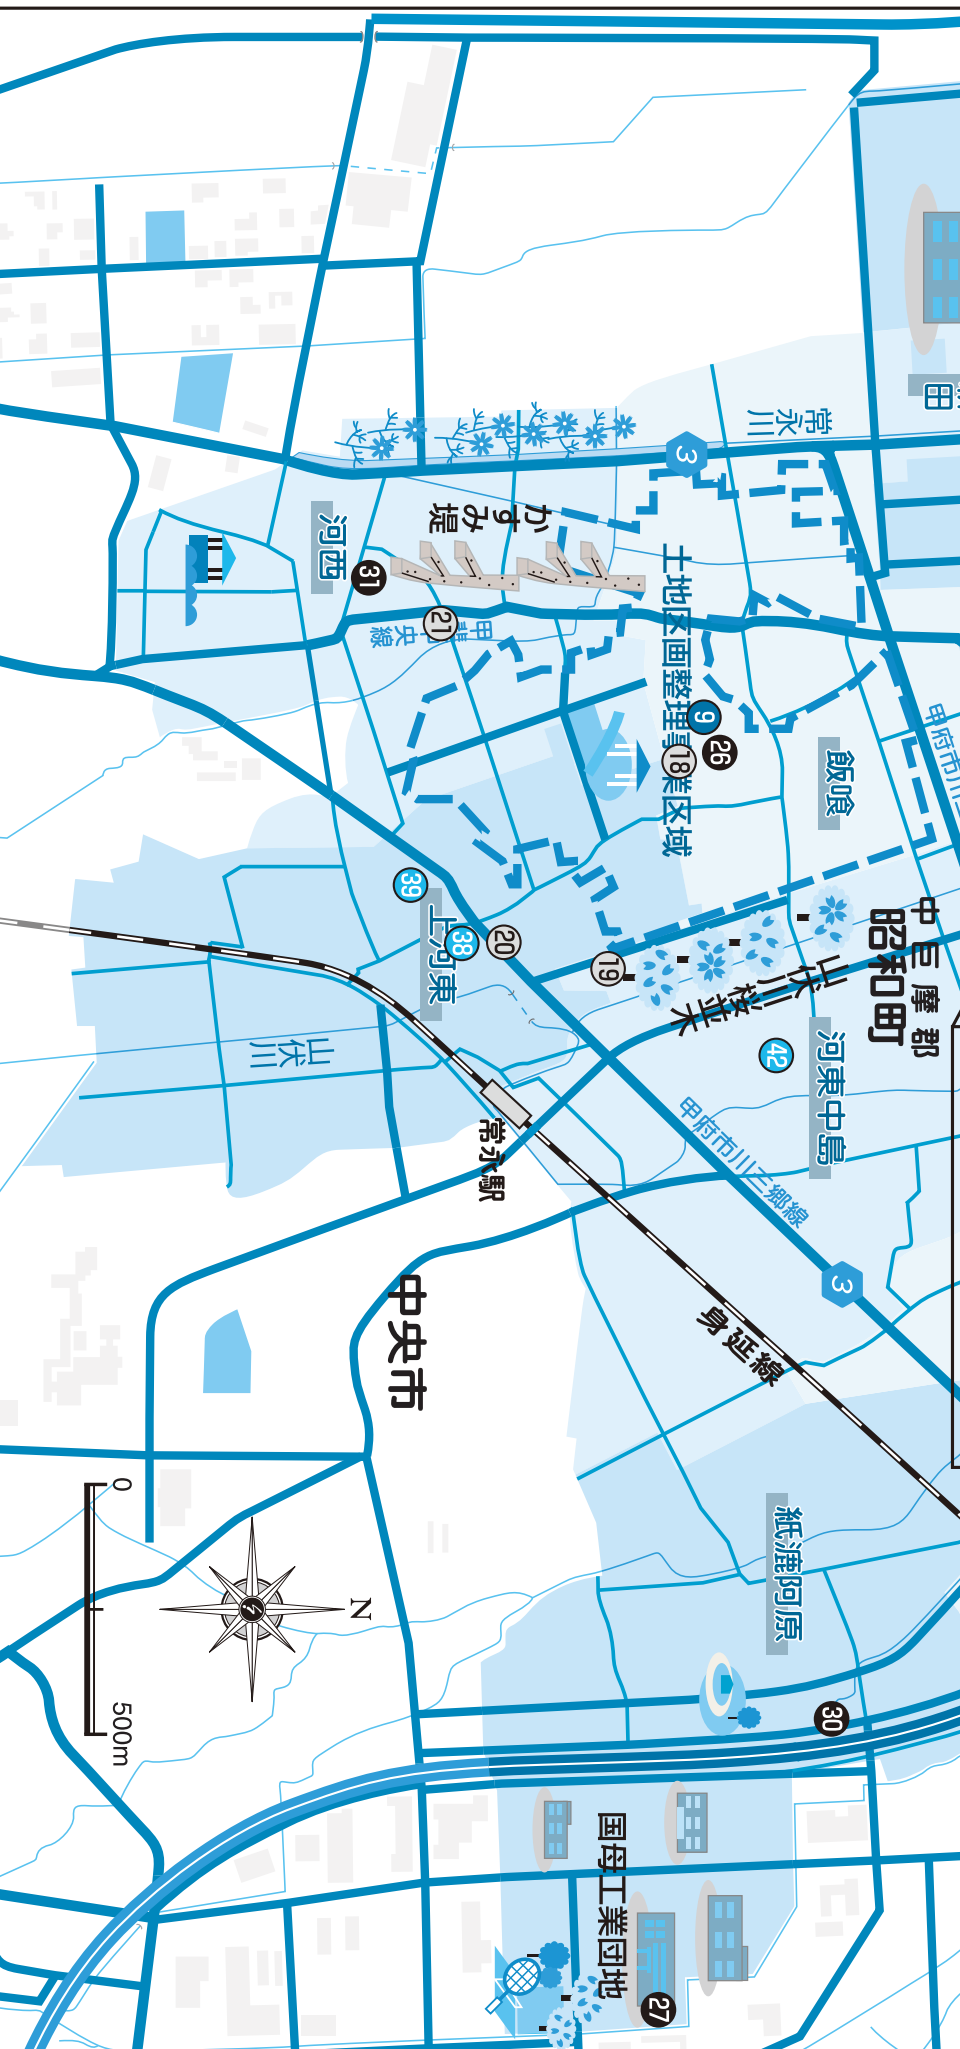 常永川
3
かすみ堤
河西
31
21
甲斐中央線
土地区画整理事業区域
9
26
18
飯喰
甲府市川三
39
38
20
上河東
19
山伏川桜並木
中巨摩郡
昭和町
42
河東中島
山伏川
常永駅
甲府市川三郷線
3
中央市
身延線
紙漉阿原
30
国母工業団地
27
0
500m
N
田